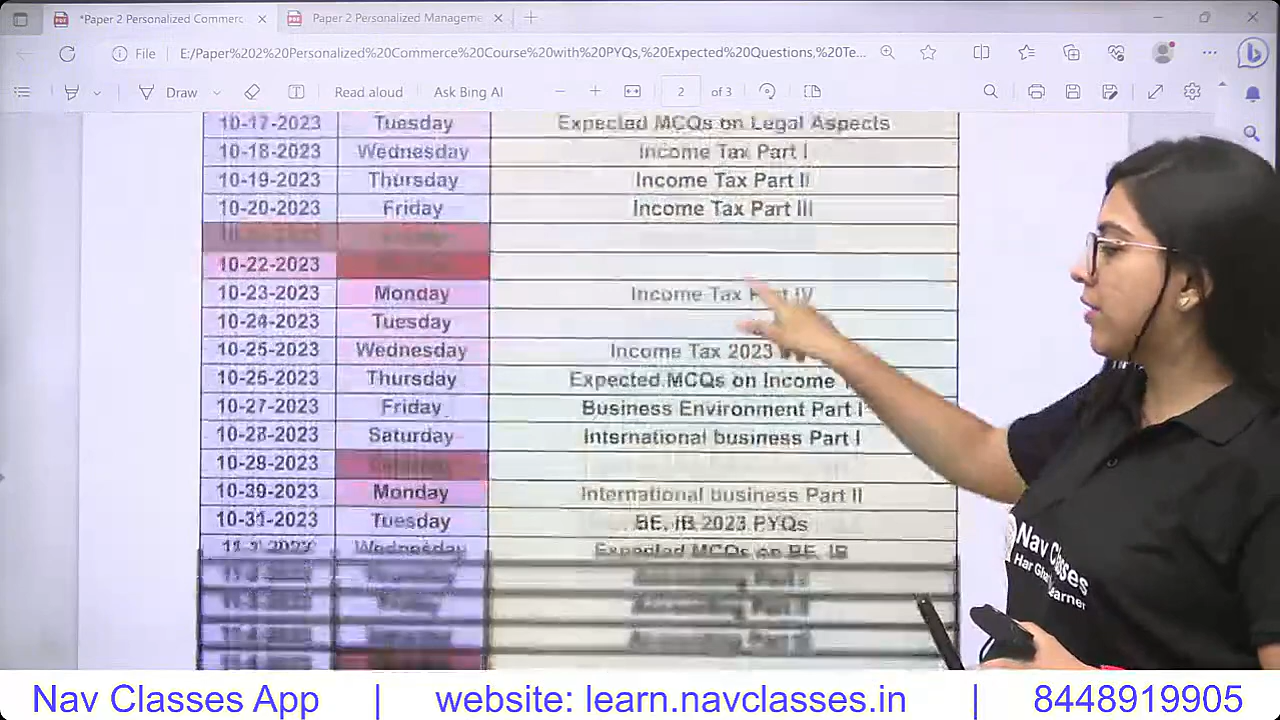 *Paper 2 Personalized Commerc
Paper 2 Personalized Manageme
File
E:/Paper%202%20Personalized%20Commerce%20Course%20with%20PYQs,%20Expected%20Questions,%20Te...
Draw
Read aloud
Ask Bing AI
2
of 3
10-17-2023 Tuesday Expected MCQs on Legal Aspects
10-18-2023 Wednesday Income Tax Part I
10-19-2023 Thursday Income Tax Part II
10-20-2023 Friday Income Tax Part III
10-22-2023
10-23-2023 Monday Income Tax Part IV
10-24-2023 Tuesday
10-25-2023 Wednesday Income Tax 2023
10-25-2023 Thursday Expected MCQs on Income
10-27-2023 Friday Business Environment Part I
10-28-2023 Saturday International business Part I
10-28-2023
10-30-2023 Monday International business Part II
10-31-2023 Tuesday BE, IB 2023 PYQs
Wednesday Expected MCQs on BE, IB
Nav Classes
Har Ghar Learner
Nav Classes App | website: learn.navclasses.in | 8448919905